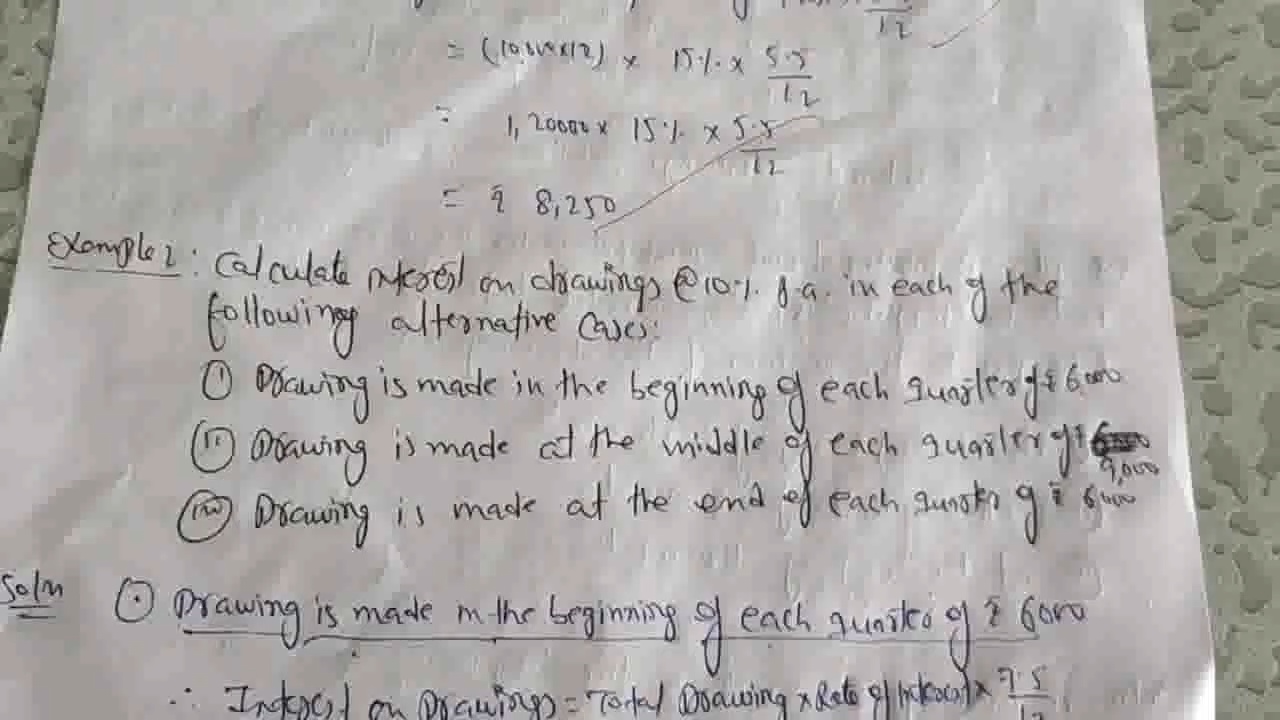 12
= (10,000x12) x 15% x 5.5/12
= 1,20000 x 15% x 5.5/12
= ₹ 8,250
Example 2: Calculate interest on drawings @ 10% p.a. in each of the
following alternative cases:
(i) Drawing is made in the beginning of each quarter of ₹ 6000
(ii) Drawing is made at the middle of each quarter of ₹
9,000
(iii) Drawing is made at the end of each quarter of ₹ 6000
Soln (i) Drawing is made in the beginning of each quarter of ₹ 6000
∴ Interest on Drawings = Total Drawing x Rate of Interest x 7.5/12